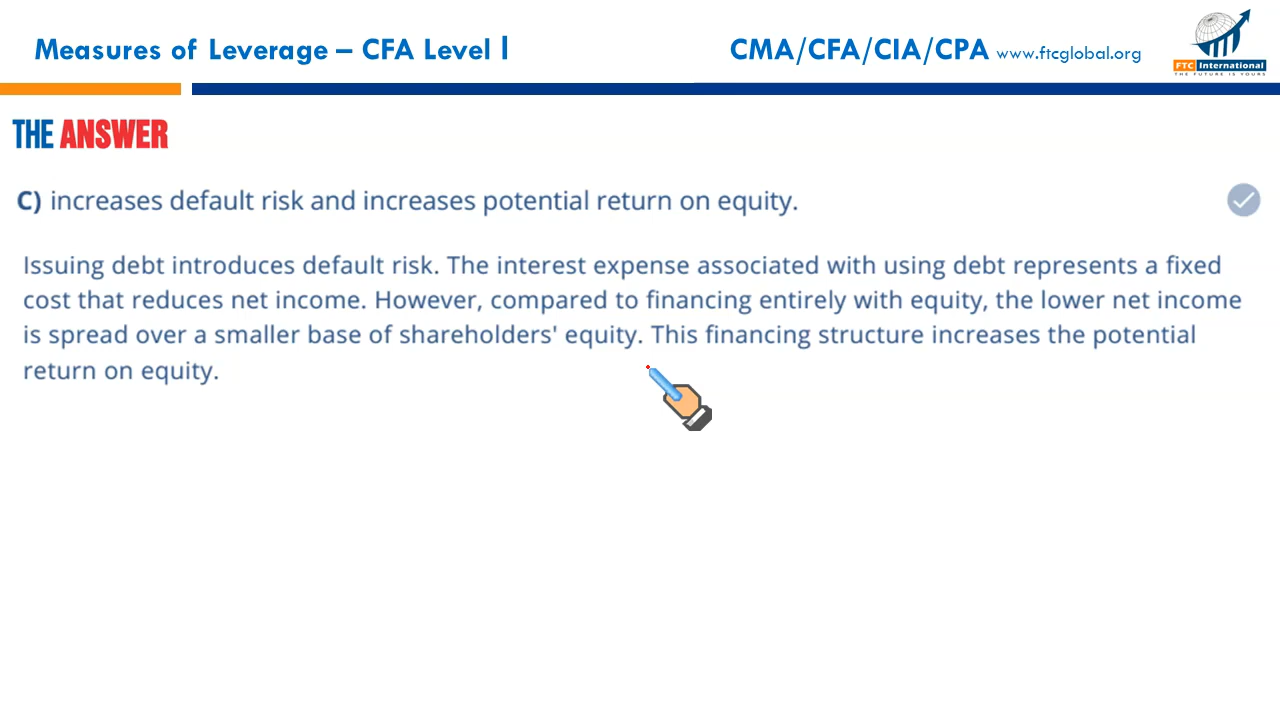 Measures of Leverage – CFA Level I
CMA/CFA/CIA/CPA www.ftcglobal.org
FTC International
THE FUTURE IS YOURS
THE ANSWER
C) increases default risk and increases potential return on equity.
Issuing debt introduces default risk. The interest expense associated with using debt represents a fixed
cost that reduces net income. However, compared to financing entirely with equity, the lower net income
is spread over a smaller base of shareholders' equity. This financing structure increases the potential
return on equity.